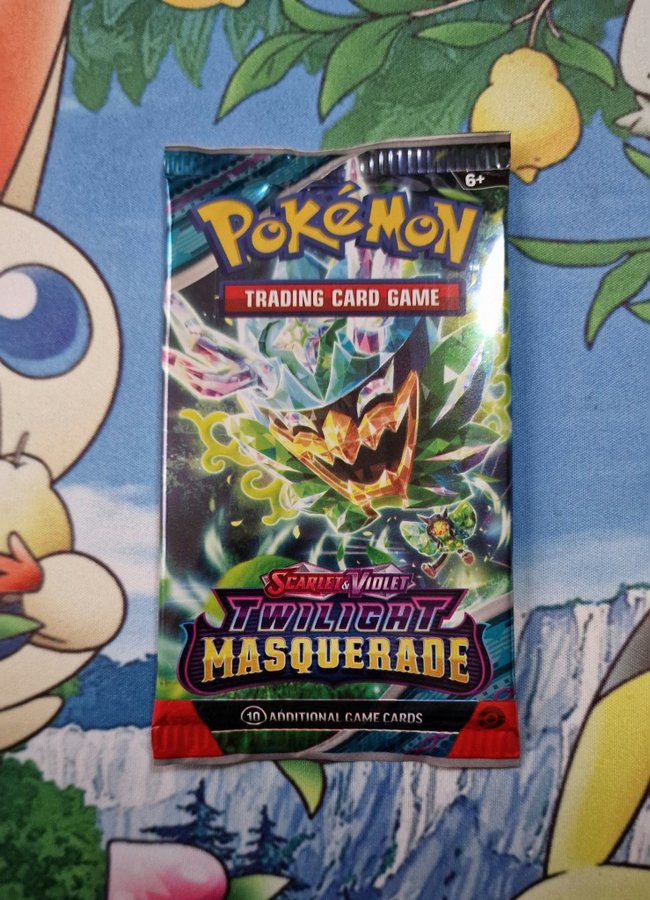 6+
POKéMON
TRADING CARD GAME
SCARLET & VIOLET
TWILIGHT
MASQUERADE
10 ADDITIONAL GAME CARDS